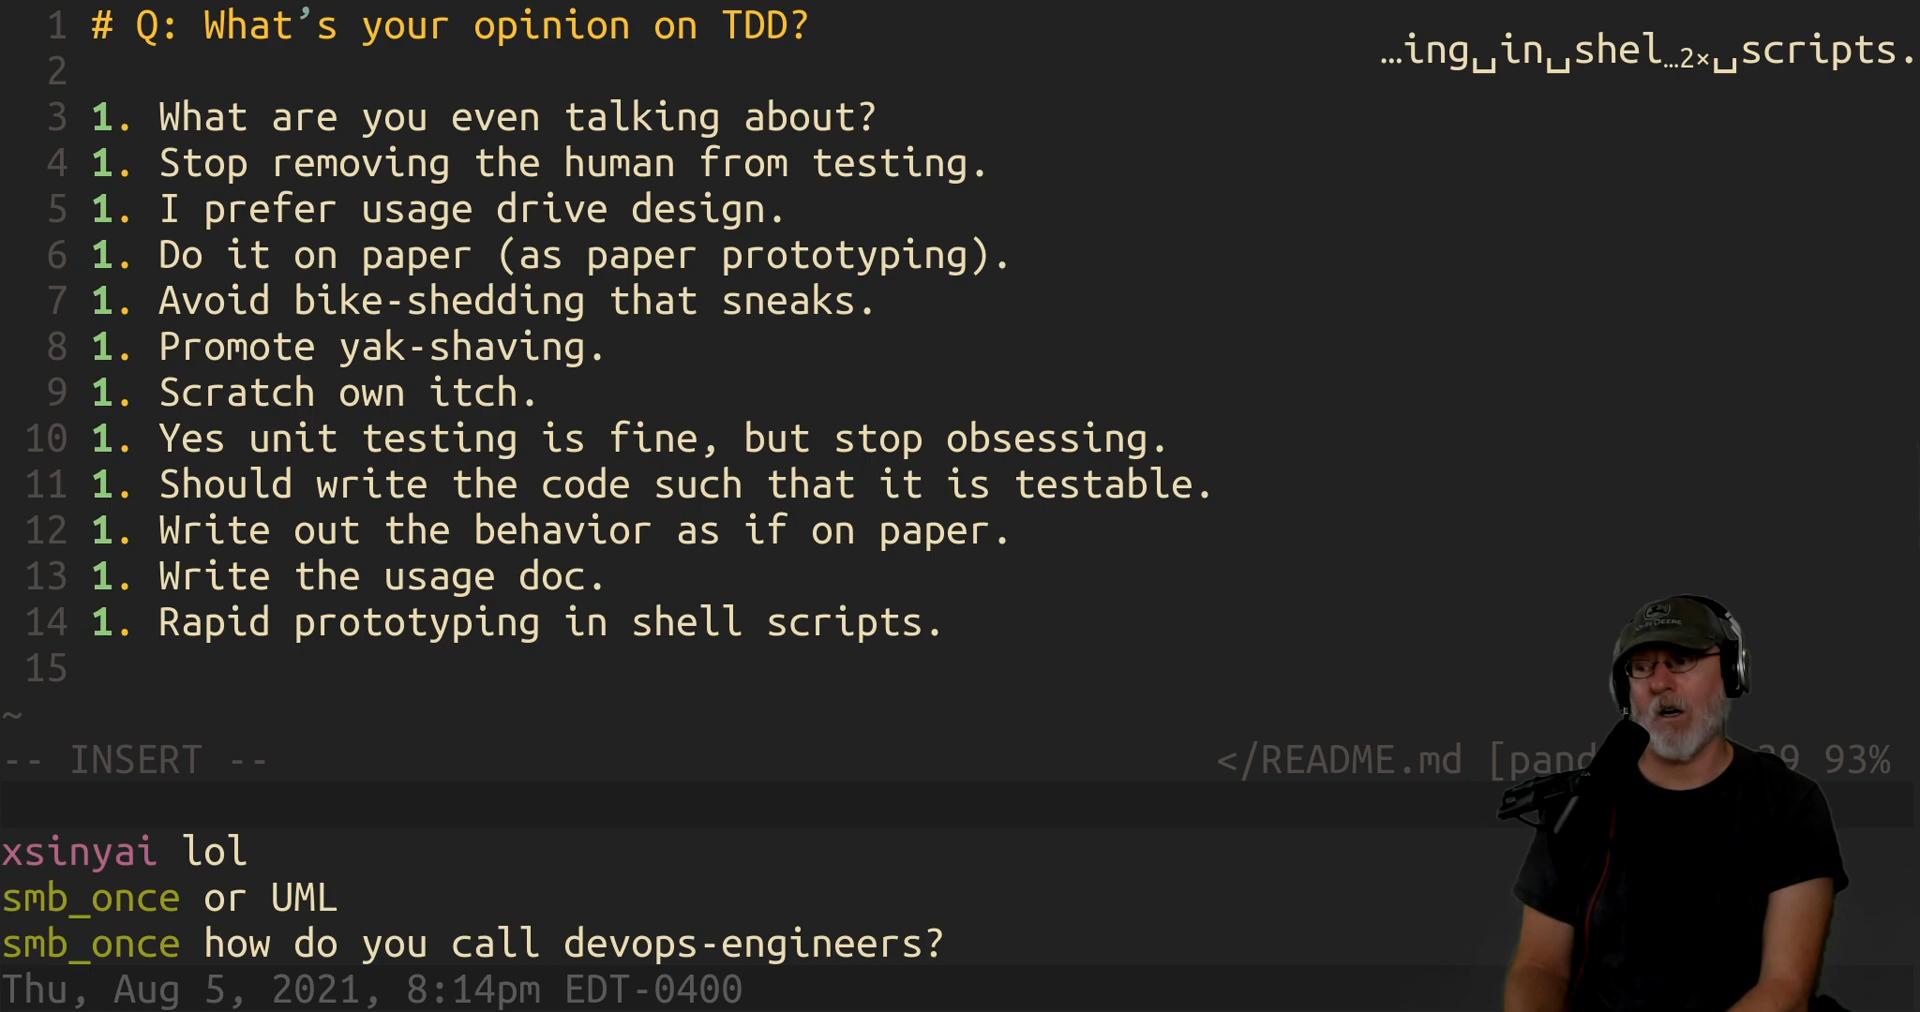 1 # Q: What’s your opinion on TDD?
…ing␣in␣shel…2×␣scripts.
2
3 1. What are you even talking about?
4 1. Stop removing the human from testing.
5 1. I prefer usage drive design.
6 1. Do it on paper (as paper prototyping).
7 1. Avoid bike-shedding that sneaks.
8 1. Promote yak-shaving.
9 1. Scratch own itch.
10 1. Yes unit testing is fine, but stop obsessing.
11 1. Should write the code such that it is testable.
12 1. Write out the behavior as if on paper.
13 1. Write the usage doc.
14 1. Rapid prototyping in shell scripts.
15
~
-- INSERT -- </README.md [pand 9 93%
xsinyai lol
smb_once or UML
smb_once how do you call devops-engineers?
Thu, Aug 5, 2021, 8:14pm EDT-0400
JOHN DEERE